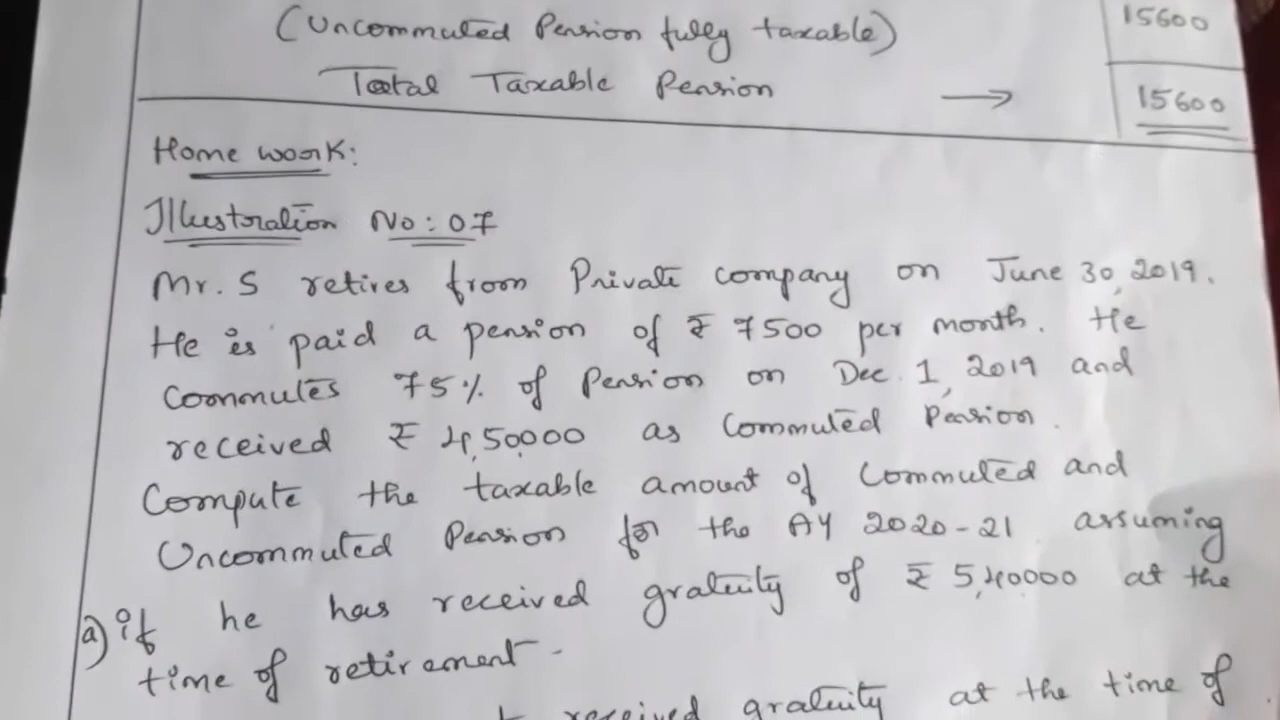 (Uncommuted Pension fully taxable) 15600
Total Taxable Pension → 15600
Home work:
Illustration No: 07
Mr. S retires from Private company on June 30, 2019.
He is paid a pension of ₹ 7500 per month. He
Commutes 75% of Pension on Dec. 1, 2019 and
received ₹ 4,50,000 as Commuted Pension.
Compute the taxable amount of Commuted and
Uncommuted Pension for the AY 2020-21 assuming
a) if he has received gratuity of ₹ 5,40000 at the
time of retirement.
received gratuity at the time of